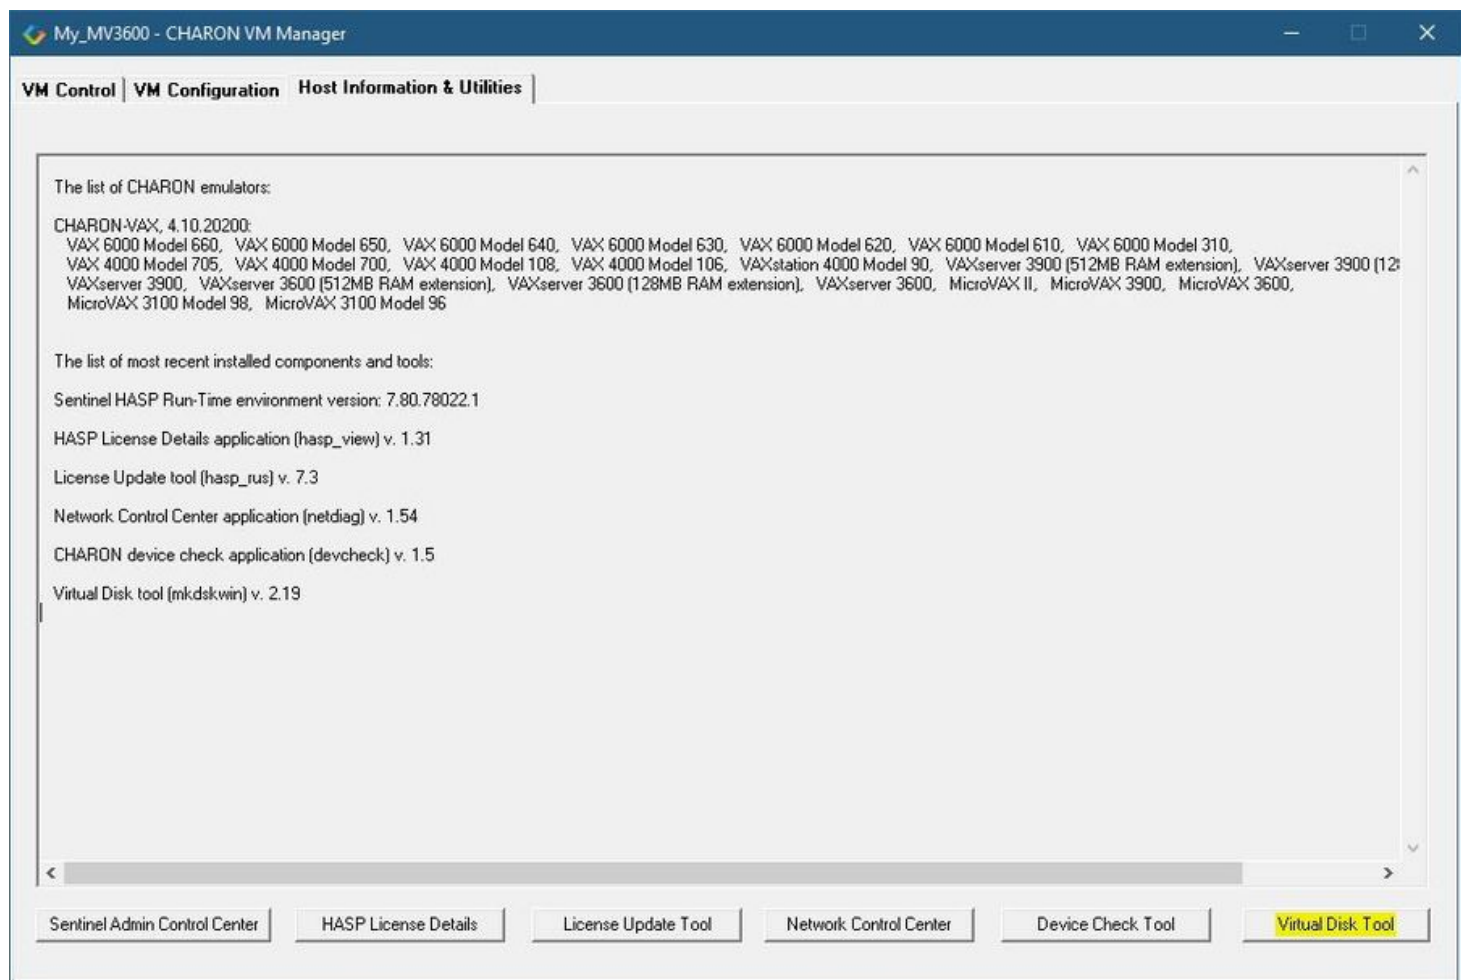 My_MV3600 - CHARON VM Manager
VM Control VM Configuration Host Information & Utilities
The list of CHARON emulators:
CHARON-VAX, 4.10.20200:
VAX 6000 Model 660, VAX 6000 Model 650, VAX 6000 Model 640, VAX 6000 Model 630, VAX 6000 Model 620, VAX 6000 Model 610, VAX 6000 Model 310,
VAX 4000 Model 705, VAX 4000 Model 700, VAX 4000 Model 108, VAX 4000 Model 106, VAXstation 4000 Model 90, VAXserver 3900 (512MB RAM extension), VAXserver 3900 (12
VAXserver 3900, VAXserver 3600 (512MB RAM extension), VAXserver 3600 (128MB RAM extension), VAXserver 3600, MicroVAX II, MicroVAX 3900, MicroVAX 3600,
MicroVAX 3100 Model 98, MicroVAX 3100 Model 96
The list of most recent installed components and tools:
Sentinel HASP Run-Time environment version: 7.80.78022.1
HASP License Details application (hasp_view) v. 1.31
License Update tool (hasp_rus) v. 7.3
Network Control Center application (netdiag) v. 1.54
CHARON device check application (devcheck) v. 1.5
Virtual Disk tool (mkdskwin) v. 2.19
Sentinel Admin Control Center HASP License Details License Update Tool Network Control Center Device Check Tool Virtual Disk Tool